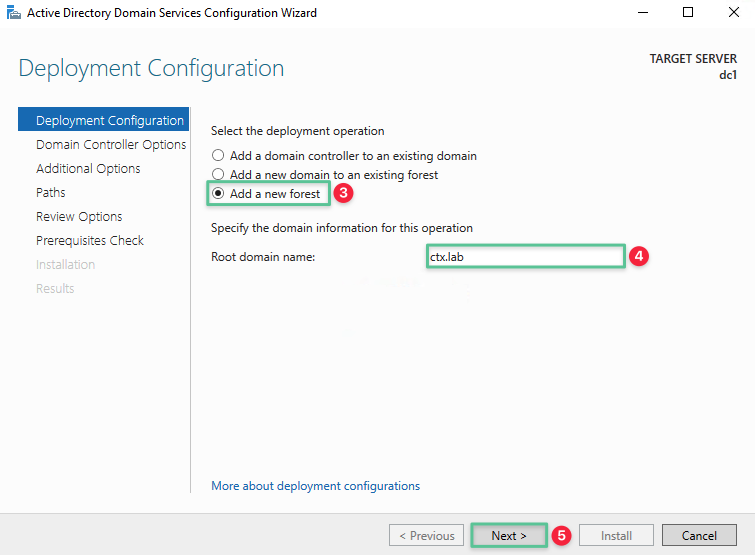 Active Directory Domain Services Configuration Wizard
Deployment Configuration
TARGET SERVER
dc1
Deployment Configuration
Domain Controller Options
Additional Options
Paths
Review Options
Prerequisites Check
Installation
Results
Select the deployment operation
Add a domain controller to an existing domain
Add a new domain to an existing forest
Add a new forest 3
Specify the domain information for this operation
Root domain name: ctx.lab 4
More about deployment configurations
< Previous Next > 5 Install Cancel